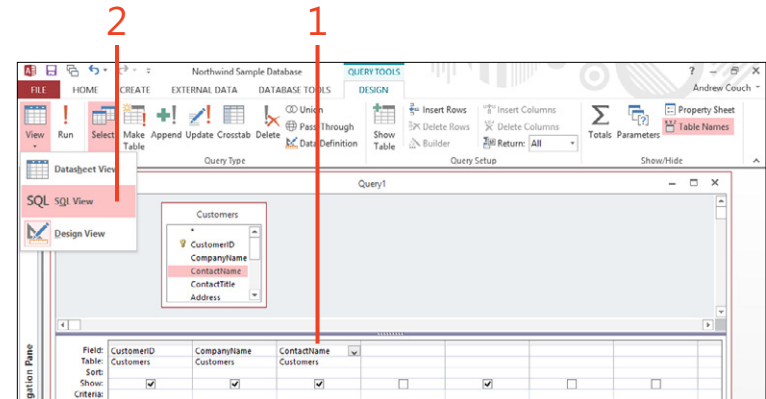 2 1
Northwind Sample Database QUERY TOOLS ? Andrew Couch
FILE HOME CREATE EXTERNAL DATA DATABASE TOOLS DESIGN
View Run Select Make Table Append Update Crosstab Delete
Union
Pass-Through
Data Definition
Show Table
Insert Rows
Delete Rows
Builder
Insert Columns
Delete Columns
Return: All
Totals Parameters
Property Sheet
Table Names
Query Type Query Setup Show/Hide
Datasheet View
SQL SQL View
Design View
Query1
Customers
*
CustomerID
CompanyName
ContactName
ContactTitle
Address
Field: CustomerID CompanyName ContactName
Table: Customers Customers Customers
Sort:
Show:
Criteria:
gation Pane